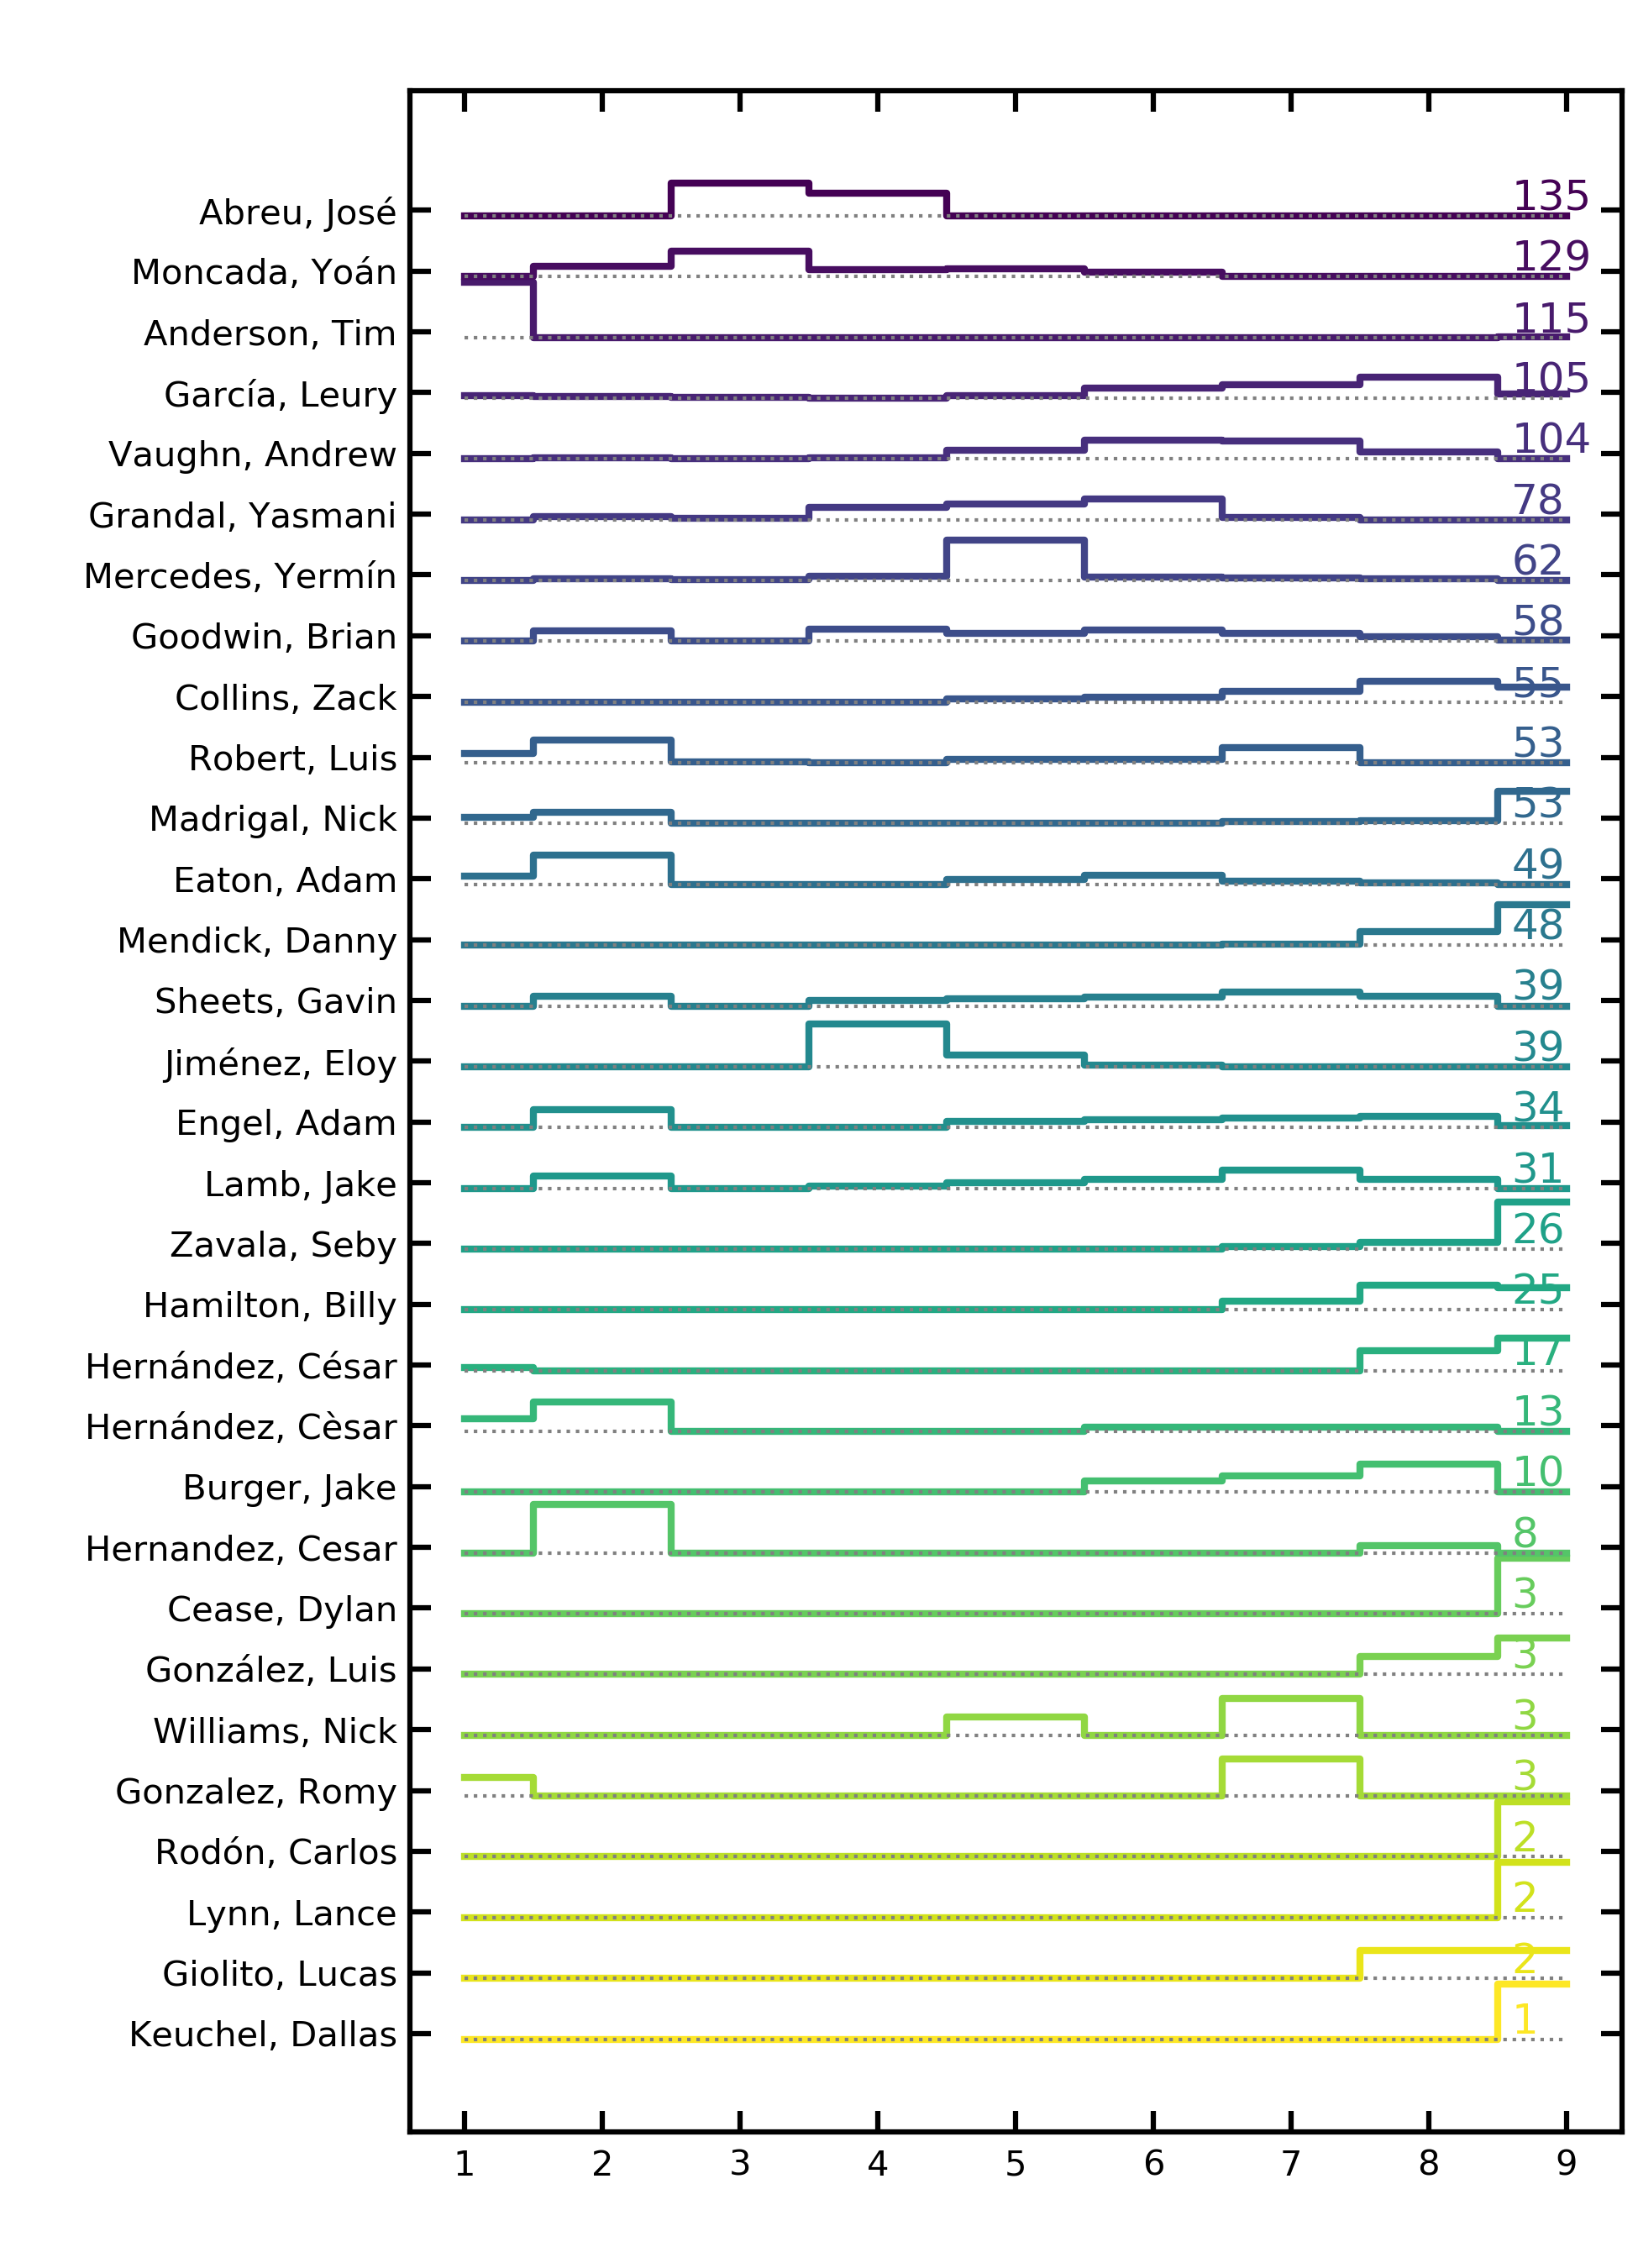 Abreu, José 135
Moncada, Yoán 129
Anderson, Tim 115
García, Leury 105
Vaughn, Andrew 104
Grandal, Yasmani 78
Mercedes, Yermín 62
Goodwin, Brian 58
Collins, Zack 55
Robert, Luis 53
Madrigal, Nick 53
Eaton, Adam 49
Mendick, Danny 48
Sheets, Gavin 39
Jiménez, Eloy 39
Engel, Adam 34
Lamb, Jake 31
Zavala, Seby 26
Hamilton, Billy 25
Hernández, César 17
Hernández, Cèsar 13
Burger, Jake 10
Hernandez, Cesar 8
Cease, Dylan 3
González, Luis 3
Williams, Nick 3
Gonzalez, Romy 3
Rodón, Carlos 2
Lynn, Lance 2
Giolito, Lucas 2
Keuchel, Dallas 1
1 2 3 4 5 6 7 8 9